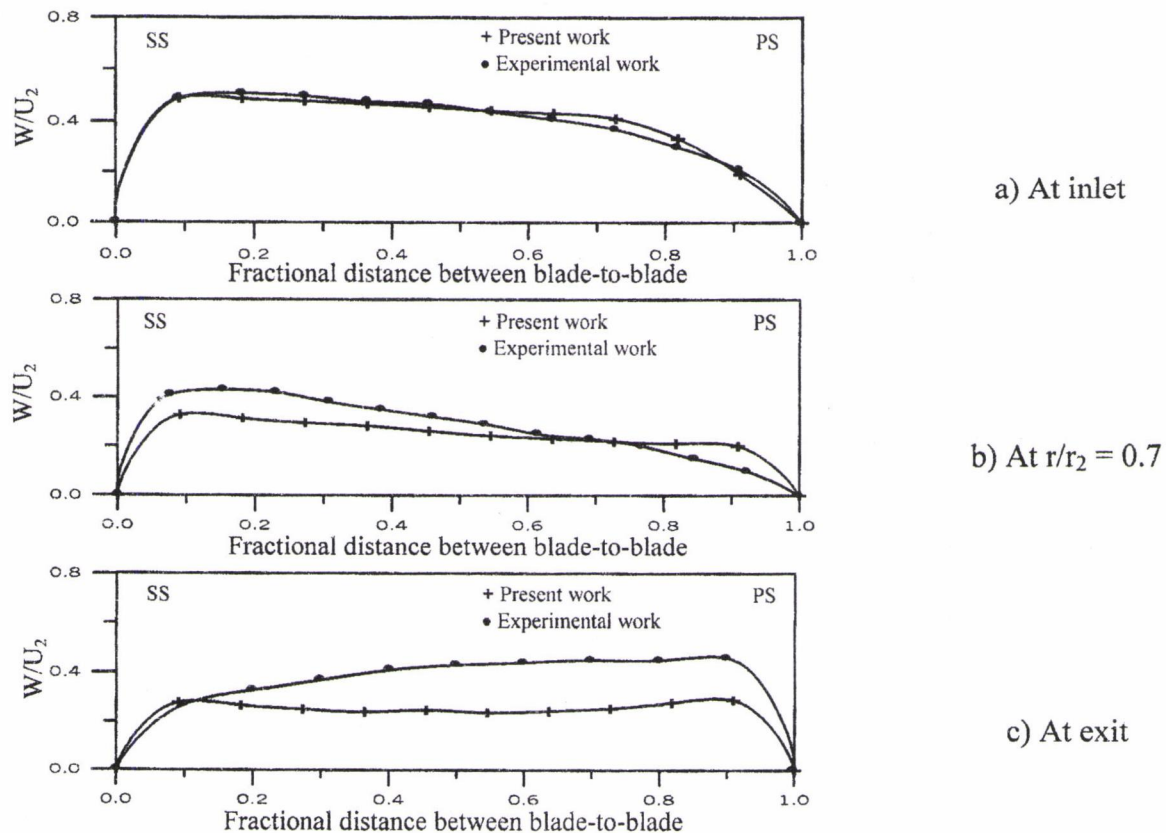 0.8
SS
+ Present work
PS
• Experimental work
W/U₂
0.4
0.0
0.0 0.2 0.4 0.6 0.8 1.0
Fractional distance between blade-to-blade
a) At inlet
0.8
SS
+ Present work
PS
• Experimental work
W/U₂
0.4
0.0
0.0 0.2 0.4 0.6 0.8 1.0
Fractional distance between blade-to-blade
b) At r/r₂ = 0.7
0.8
SS
+ Present work
PS
• Experimental work
W/U₂
0.4
0.0
0.0 0.2 0.4 0.6 0.8 1.0
Fractional distance between blade-to-blade
c) At exit